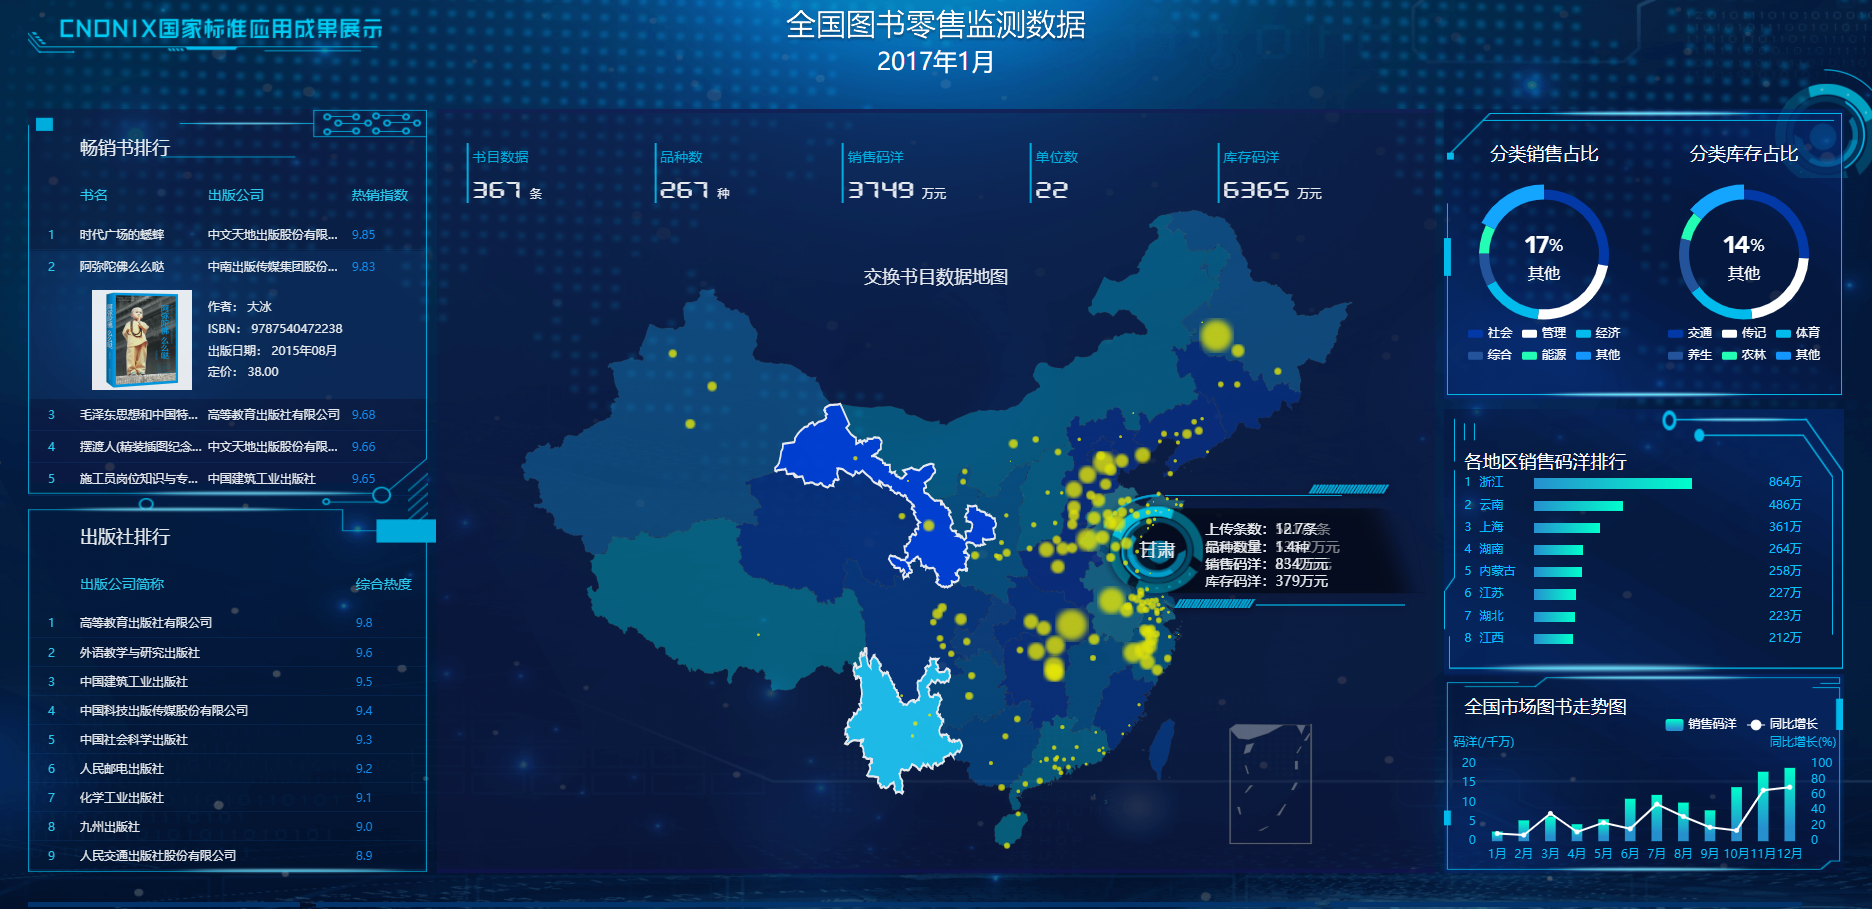 CNONIX国家标准应用成果展示
全国图书零售监测数据
2017年1月
畅销书排行
书名 出版公司 热销指数
1 时代广场的蟋蟀 中文天地出版股份有限... 9.85
2 阿弥陀佛么么哒 中南出版传媒集团股份... 9.83
作者： 大冰
ISBN： 9787540472238
出版日期： 2015年08月
定价： 38.00
3 毛泽东思想和中国特... 高等教育出版社有限公司 9.68
4 摆渡人(精装插图纪念... 中文天地出版股份有限... 9.66
5 施工员岗位知识与专... 中国建筑工业出版社 9.65
出版社排行
出版公司简称 综合热度
1 高等教育出版社有限公司 9.8
2 外语教学与研究出版社 9.6
3 中国建筑工业出版社 9.5
4 中国科技出版传媒股份有限公司 9.4
5 中国社会科学出版社 9.3
6 人民邮电出版社 9.2
7 化学工业出版社 9.1
8 九州出版社 9.0
9 人民交通出版社股份有限公司 8.9
书目数据 品种数 销售码洋 单位数 库存码洋
367 条 267 种 3749 万元 22 6365 万元
交换书目数据地图
甘肃
上传条数：
品种数量：
销售码洋： 834万元
库存码洋： 379万元
分类销售占比 分类库存占比
17% 14%
其他 其他
社会 管理 经济 交通 传记 体育
综合 能源 其他 养生 农林 其他
各地区销售码洋排行
1 浙江 864万
2 云南 486万
3 上海 361万
4 湖南 264万
5 内蒙古 258万
6 江苏 227万
7 湖北 223万
8 江西 212万
全国市场图书走势图
销售码洋 同比增长
码洋(/千万) 同比增长(%)
20 100
15 80
10 60
5 40
0 20
0
1月 2月 3月 4月 5月 6月 7月 8月 9月 10月 11月 12月